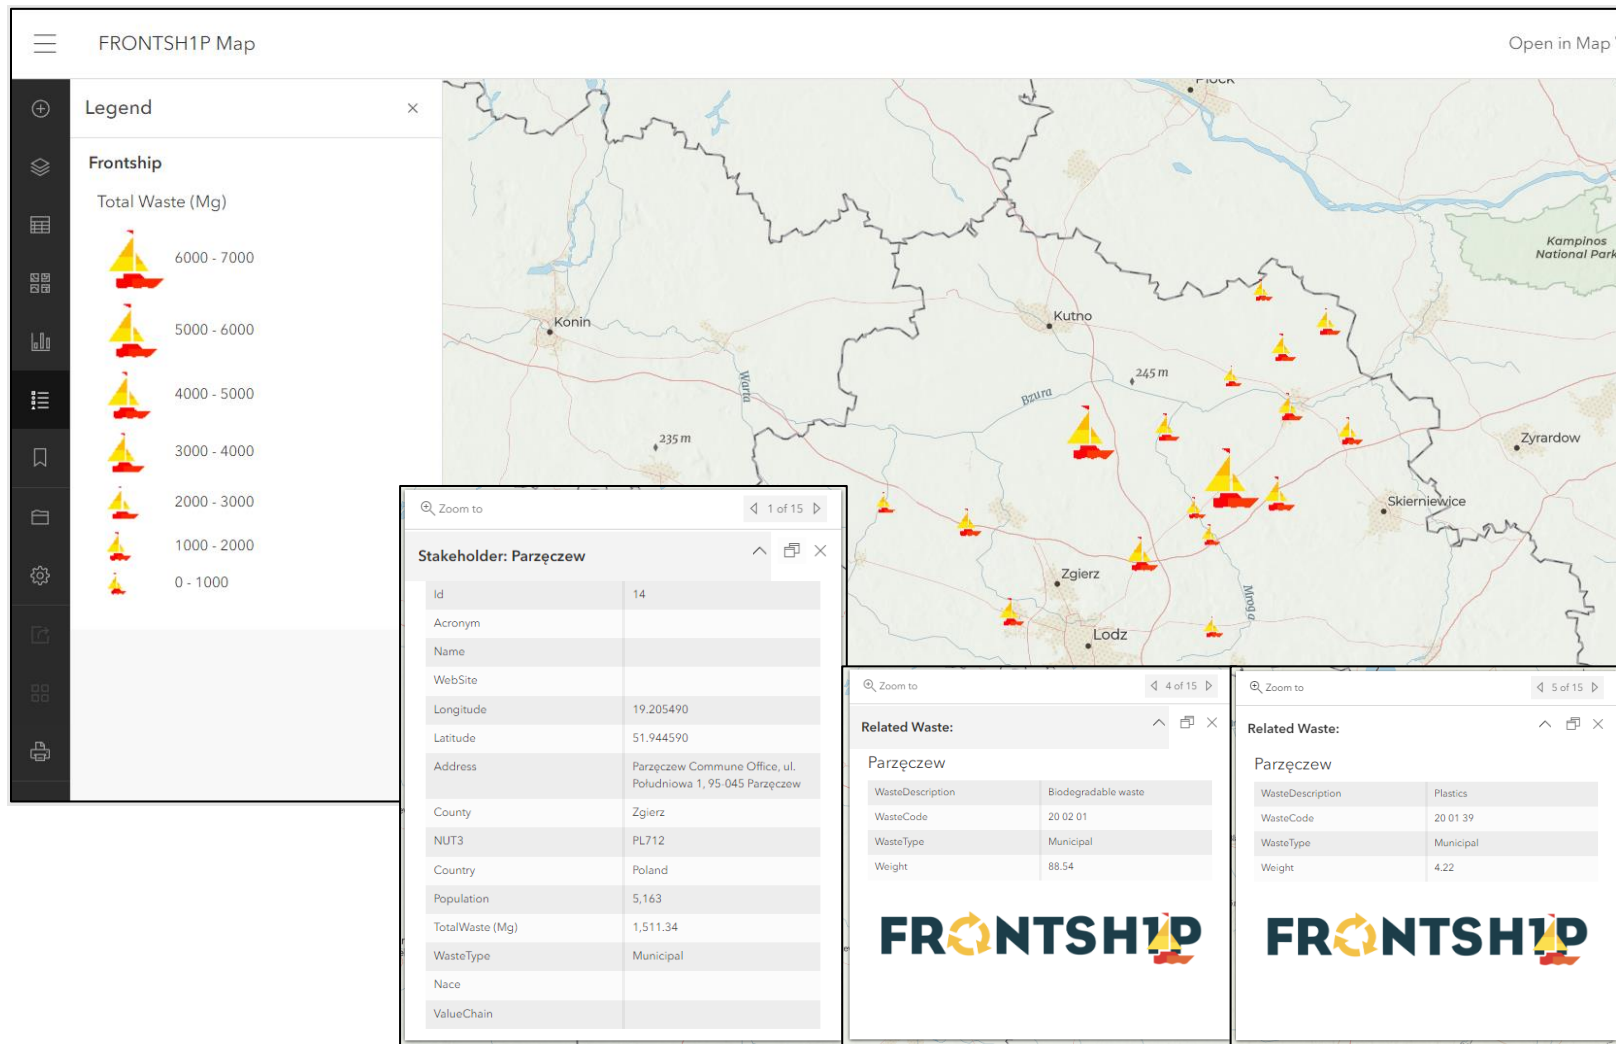 FRONTSH1P Map
Open in Map
Legend
Frontship
Total Waste (Mg)
6000 - 7000
5000 - 6000
4000 - 5000
3000 - 4000
2000 - 3000
1000 - 2000
0 - 1000
Kampinos
National Park
Konin
Kutno
245 m
Warta
Bzura
235 m
Zyrardow
Skierniewice
Zgierz
Mroga
Lodz
Zoom to
1 of 15
Stakeholder: Parzęczew
Id 14
Acronym
Name
WebSite
Longitude 19.205490
Latitude 51.944590
Address Parzęczew Commune Office, ul.
Południowa 1, 95-045 Parzęczew
County Zgierz
NUT3 PL712
Country Poland
Population 5,163
TotalWaste (Mg) 1,511.34
WasteType Municipal
Nace
ValueChain
Zoom to
4 of 15
Related Waste:
Parzęczew
WasteDescription Biodegradable waste
WasteCode 20 02 01
WasteType Municipal
Weight 88.54
FRONTSH1P
Zoom to
5 of 15
Related Waste:
Parzęczew
WasteDescription Plastics
WasteCode 20 01 39
WasteType Municipal
Weight 4.22
FRONTSH1P